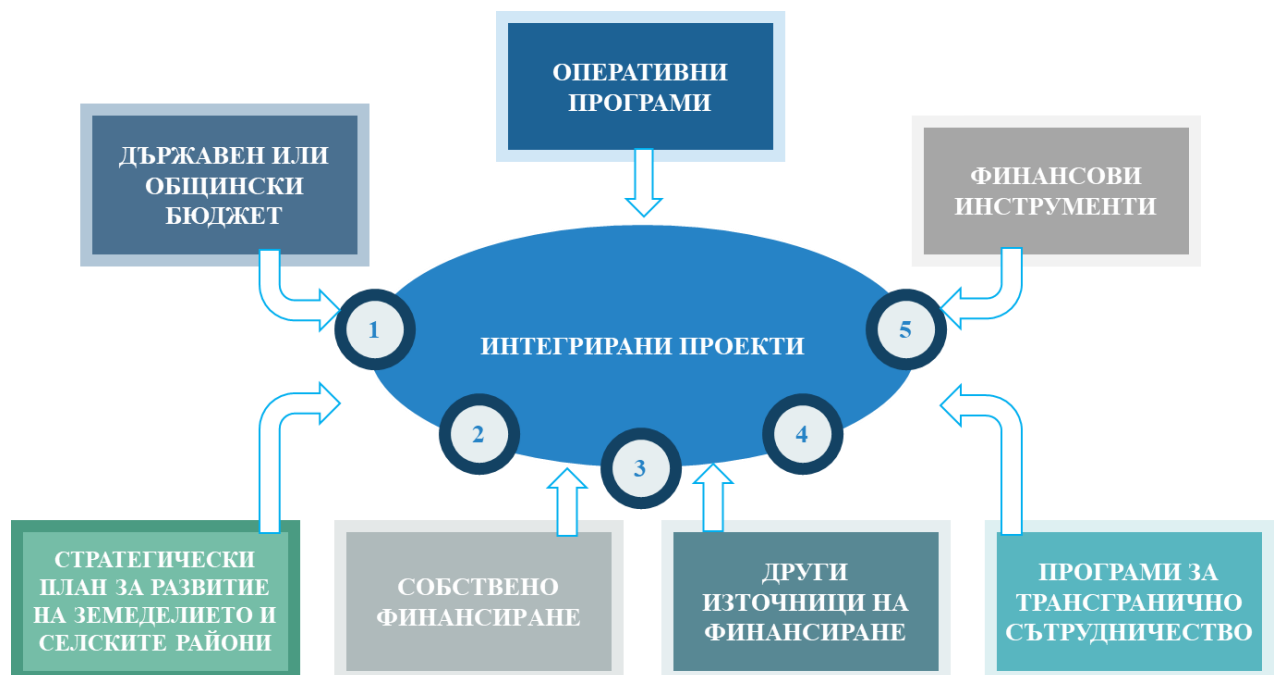 ОПЕРАТИВНИ
ПРОГРАМИ
ДЪРЖАВЕН ИЛИ
ОБЩИНСКИ
БЮДЖЕТ
ФИНАНСОВИ
ИНСТРУМЕНТИ
ИНТЕГРИРАНИ ПРОЕКТИ
1
2
3
4
5
СТРАТЕГИЧЕСКИ
ПЛАН ЗА РАЗВИТИЕ
НА ЗЕМЕДЕЛИЕТО И
СЕЛСКИТЕ РАЙОНИ
СОБСТВЕНО
ФИНАНСИРАНЕ
ДРУГИ
ИЗТОЧНИЦИ НА
ФИНАНСИРАНЕ
ПРОГРАМИ ЗА
ТРАНСГРАНИЧНО
СЪТРУДНИЧЕСТВО